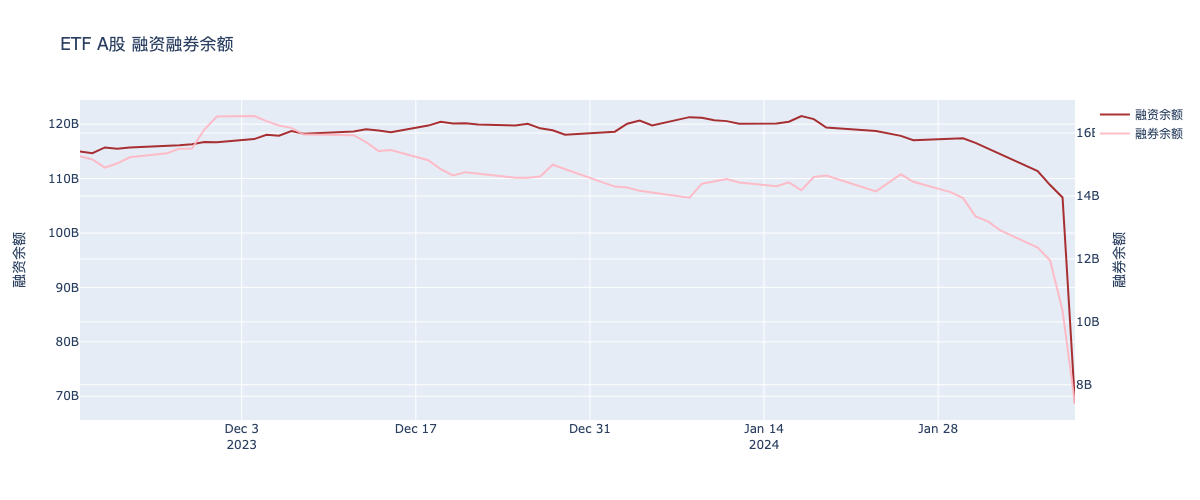 ETF A股 融资融券余额
融资余额
融券余额
120B
110B
100B
90B
80B
70B
融资余额
16B
14B
12B
10B
8B
融券余额
Dec 3
2023
Dec 17
Dec 31
Jan 14
2024
Jan 28